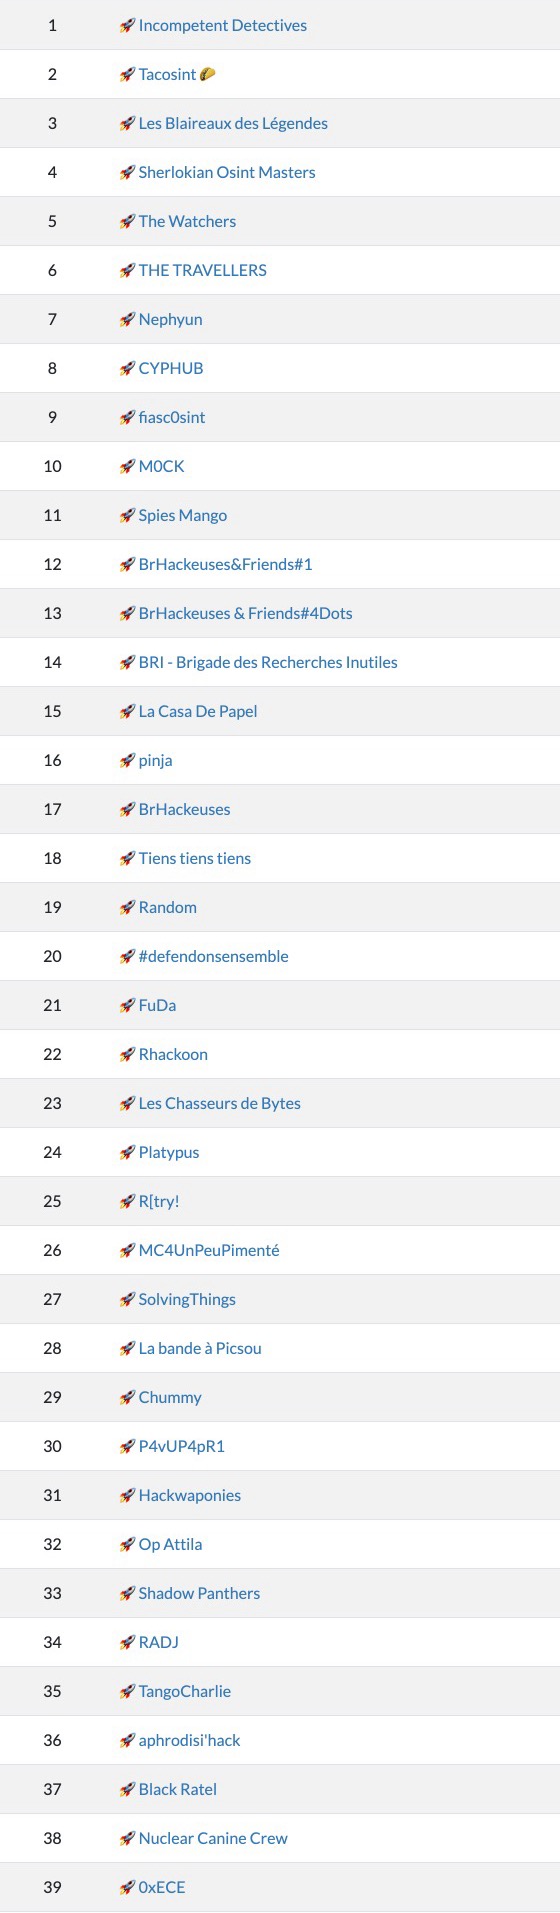 1 🚀 Incompetent Detectives
2 🚀 Tacosint 🌮
3 🚀 Les Blaireaux des Légendes
4 🚀 Sherlokian Osint Masters
5 🚀 The Watchers
6 🚀 THE TRAVELLERS
7 🚀 Nephyun
8 🚀 CYPHUB
9 🚀 fiasc0sint
10 🚀 M0CK
11 🚀 Spies Mango
12 🚀 BrHackeuses&Friends#1
13 🚀 BrHackeuses & Friends#4Dots
14 🚀 BRI - Brigade des Recherches Inutiles
15 🚀 La Casa De Papel
16 🚀 pinja
17 🚀 BrHackeuses
18 🚀 Tiens tiens tiens
19 🚀 Random
20 🚀 #defendonsensemble
21 🚀 FuDa
22 🚀 Rhackoon
23 🚀 Les Chasseurs de Bytes
24 🚀 Platypus
25 🚀 R[try!
26 🚀 MC4UnPeuPimenté
27 🚀 SolvingThings
28 🚀 La bande à Picsou
29 🚀 Chummy
30 🚀 P4vUP4pR1
31 🚀 Hackwaponies
32 🚀 Op Attila
33 🚀 Shadow Panthers
34 🚀 RADJ
35 🚀 TangoCharlie
36 🚀 aphrodisi'hack
37 🚀 Black Ratel
38 🚀 Nuclear Canine Crew
39 🚀 0xECE